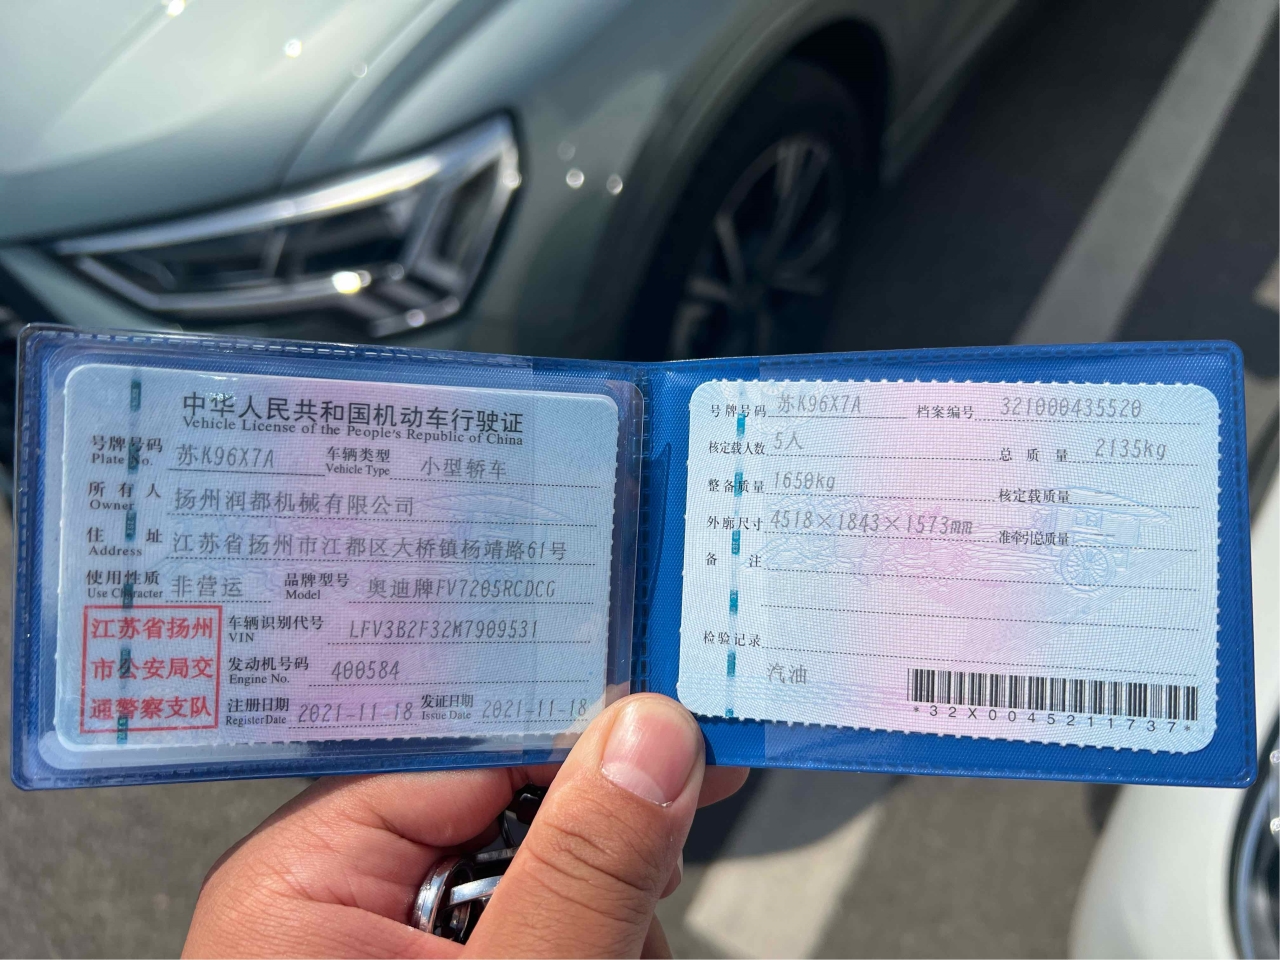 中华人民共和国机动车行驶证
Vehicle License of the People's Republic of China
号牌号码 苏K96X7A 车辆类型 小型轿车
Plate No. Vehicle Type
所有人 扬州润都机械有限公司
Owner
住址 江苏省扬州市江都区大桥镇杨靖路61号
Address
使用性质 非营运 品牌型号 奥迪牌FV7205RCDCG
Use Character Model
江苏省扬州
市公安局交
通警察支队
车辆识别代号 LFV3B2F32M7909531
VIN
发动机号码 400584
Engine No.
注册日期 2021-11-18 发证日期 2021-11-18
Register Date Issue Date
号牌号码 苏K96X7A 档案编号 321000435520
核定载人数 5人 总质量 2135kg
整备质量 1650kg 核定载质量
外廓尺寸 4518×1843×1573mm 准牵引总质量
备注
检验记录
汽油
*32X0045211737*